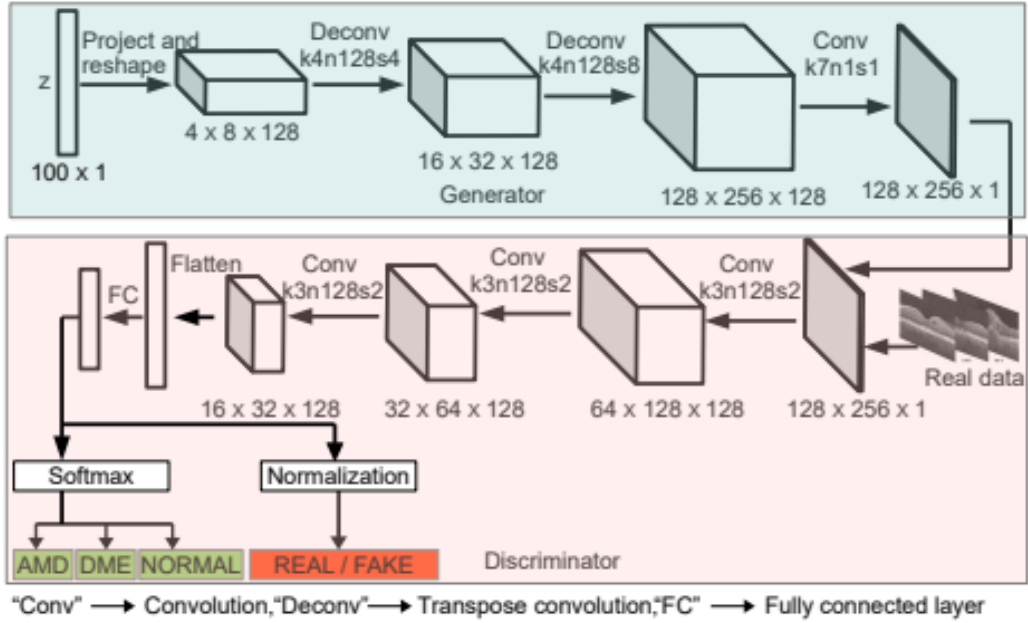 z
100 x 1
Project and
reshape
4 x 8 x 128
Deconv
k4n128s4
16 x 32 x 128
Deconv
k4n128s8
128 x 256 x 128
Conv
k7n1s1
128 x 256 x 1
Generator
Real data
128 x 256 x 1
Conv
k3n128s2
64 x 128 x 128
Conv
k3n128s2
32 x 64 x 128
Conv
k3n128s2
16 x 32 x 128
Flatten
FC
Softmax
Normalization
AMD DME NORMAL
REAL / FAKE
Discriminator
“Conv” → Convolution,“Deconv”→ Transpose convolution,“FC” → Fully connected layer